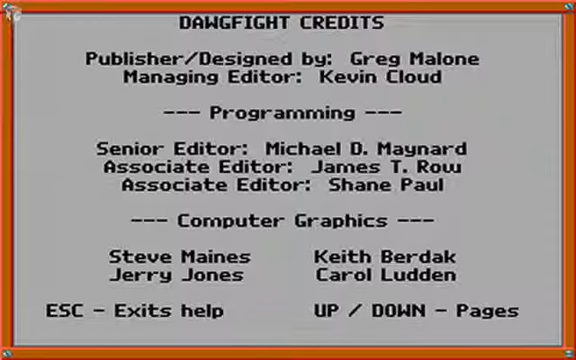 DAWGFIGHT CREDITS
Publisher/Designed by: Greg Malone
Managing Editor: Kevin Cloud
--- Programming ---
Senior Editor: Michael D. Maynard
Associate Editor: James T. Row
Associate Editor: Shane Paul
--- Computer Graphics ---
Steve Maines Keith Berdak
Jerry Jones Carol Ludden
ESC - Exits help UP / DOWN - Pages